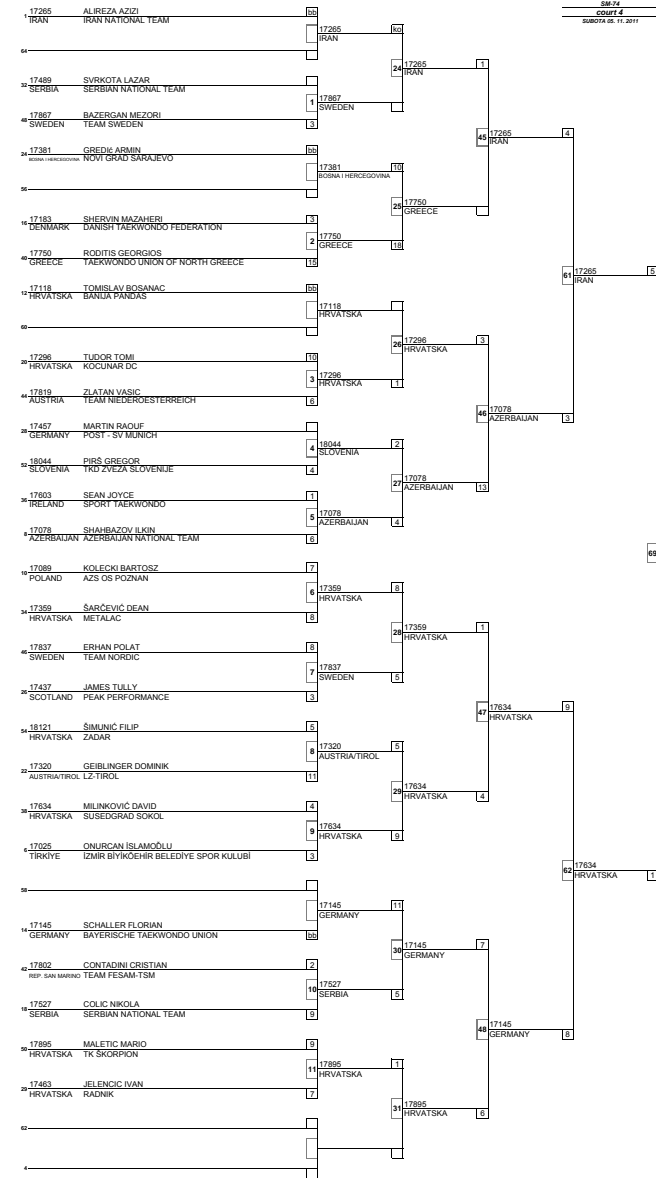 SM-74
court 4
SUBOTA 05. 11. 2011
1 17265 ALIREZA AZIZI bb
IRAN IRAN NATIONAL TEAM
17265 ko
IRAN
64
24 17265 1
IRAN
32 17489 SVRKOTA LAZAR
SERBIA SERBIAN NATIONAL TEAM
1 17867
SWEDEN
48 17867 BAZERGAN MEZORI
SWEDEN TEAM SWEDEN 3
45 17265 4
IRAN
24 17381 GREDIĆ ARMIN bb
BOSNA I HERCEGOVINA NOVI GRAD SARAJEVO
17381 10
BOSNA I HERCEGOVINA
56
25 17750
GREECE
16 17183 SHERVIN MAZAHERI 3
DENMARK DANISH TAEKWONDO FEDERATION
2 17750
GREECE 18
40 17750 RODITIS GEORGIOS
GREECE TAEKWONDO UNION OF NORTH GREECE 15
61 17265 5
IRAN
12 17118 TOMISLAV BOSANAC bb
HRVATSKA BANIJA PANDAS
17118
HRVATSKA
60
26 17296 3
HRVATSKA
20 17296 TUDOR TOMI 10
HRVATSKA KOCUNAR DC
3 17296
HRVATSKA 1
44 17819 ZLATAN VASIC
AUSTRIA TEAM NIEDEROESTERREICH 6
46 17078
AZERBAIJAN 3
28 17457 MARTIN RAOUF
GERMANY POST - SV MUNICH
4 18044 2
SLOVENIA
52 18044 PIRŠ GREGOR
SLOVENIA TKD ZVEZA SLOVENIJE 4
27 17078
AZERBAIJAN 13
36 17603 SEAN JOYCE 1
IRELAND SPORT TAEKWONDO
5 17078
AZERBAIJAN 4
8 17078 SHAHBAZOV ILKIN
AZERBAIJAN AZERBAIJAN NATIONAL TEAM 6
69
10 17089 KOLECKI BARTOSZ 7
POLAND AZS OS POZNAN
6 17359 8
HRVATSKA
34 17359 ŠARČEVIĆ DEAN
HRVATSKA METALAC 8
28 17359 1
HRVATSKA
46 17837 ERHAN POLAT 8
SWEDEN TEAM NORDIC
7 17837
SWEDEN 5
26 17437 JAMES TULLY
SCOTLAND PEAK PERFORMANCE 3
47 17634 9
HRVATSKA
54 18121 ŠIMUNIĆ FILIP 5
HRVATSKA ZADAR
8 17320 5
AUSTRIA/TIROL
22 17320 GEIBLINGER DOMINIK
AUSTRIA/TIROL LZ-TIROL 11
29 17634
HRVATSKA 4
38 17634 MILINKOVIĆ DAVID 4
HRVATSKA SUSEDGRAD SOKOL
9 17634
HRVATSKA 9
6 17025 ONURCAN İSLAMOĞLU
TİRKİYE İZMİR BİYİKÖEHİR BELEDİYE SPOR KULUBİ 3
62 17634
HRVATSKA 1
58
17145 11
GERMANY
14 17145 SCHALLER FLORIAN
GERMANY BAYERISCHE TAEKWONDO UNION bb
30 17145 7
GERMANY
42 17802 CONTADINI CRISTIAN 2
REP. SAN MARINO TEAM FESAM-TSM
10 17527
SERBIA 5
18 17527 COLIC NIKOLA
SERBIA SERBIAN NATIONAL TEAM 9
48 17145
GERMANY 8
50 17895 MALETIC MARIO 9
HRVATSKA TK ŠKORPION
11 17895 1
HRVATSKA
29 17463 JELENCIC IVAN
HRVATSKA RADNIK 7
31 17895
HRVATSKA 6
62
4